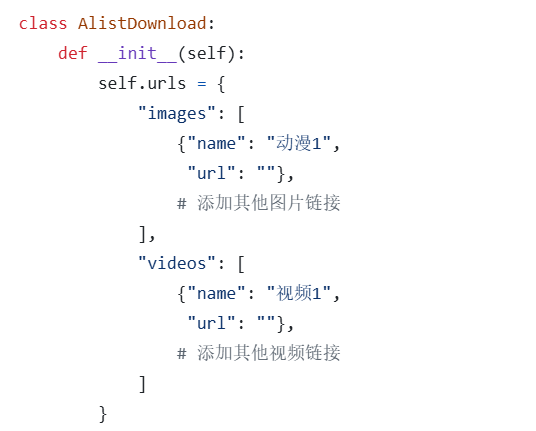 class AlistDownload:
    def __init__(self):
        self.urls = {
            "images": [
                {"name": "动漫1",
                 "url": ""},
                # 添加其他图片链接
            ],
            "videos": [
                {"name": "视频1",
                 "url": ""},
                # 添加其他视频链接
            ]
        }